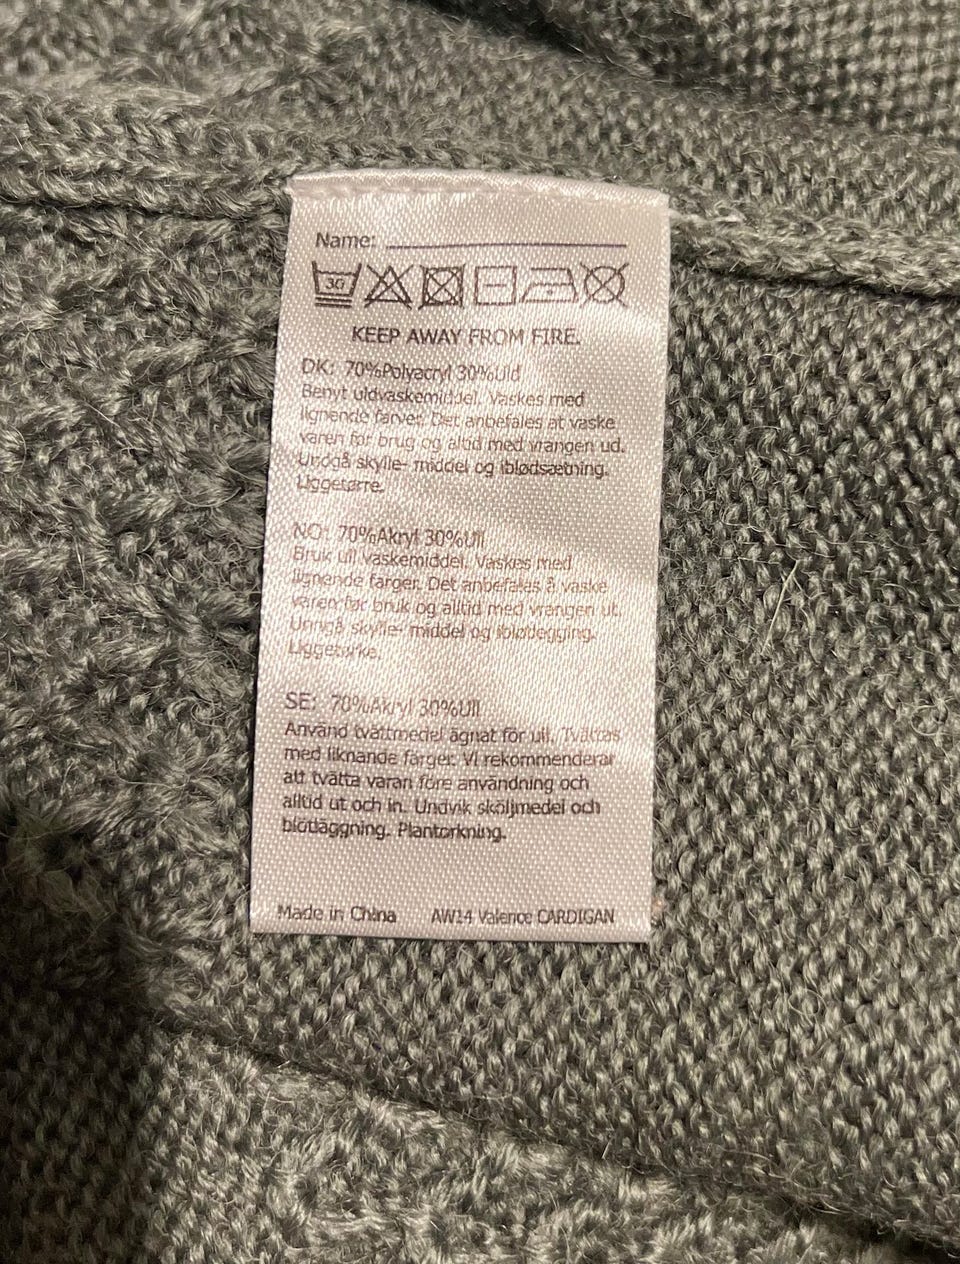 Name:
30
KEEP AWAY FROM FIRE.
DK: 70%Polyacryl 30%Uld
Benyt uldvaskemiddel. Vaskes med
lignende farver. Det anbefales at vaske
varen før brug og altid med vrangen ud.
Undgå skylle- middel og iblødsætning.
Liggetørre.
NO: 70%Akryl 30%Ull
Bruk ull vaskemiddel. Vaskes med
lignende farger. Det anbefales å vaske
varen før bruk og alltid med vrangen ut.
Unngå skylle- middel og iblødlegging.
Liggetørke.
SE: 70%Akryl 30%Ull
Använd tvättmedel ägnat för ull. Tvättas
med liknande färger. Vi rekommenderar
att tvätta varan före användning och
alltid ut och in. Undvik sköljmedel och
blötläggning. Plantorkning.
Made in China AW14 Valence CARDIGAN